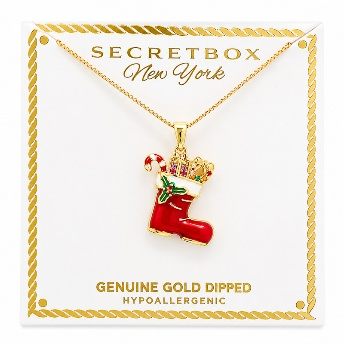 SECRETBOX
New York
GENUINE GOLD DIPPED
HYPOALLERGENIC